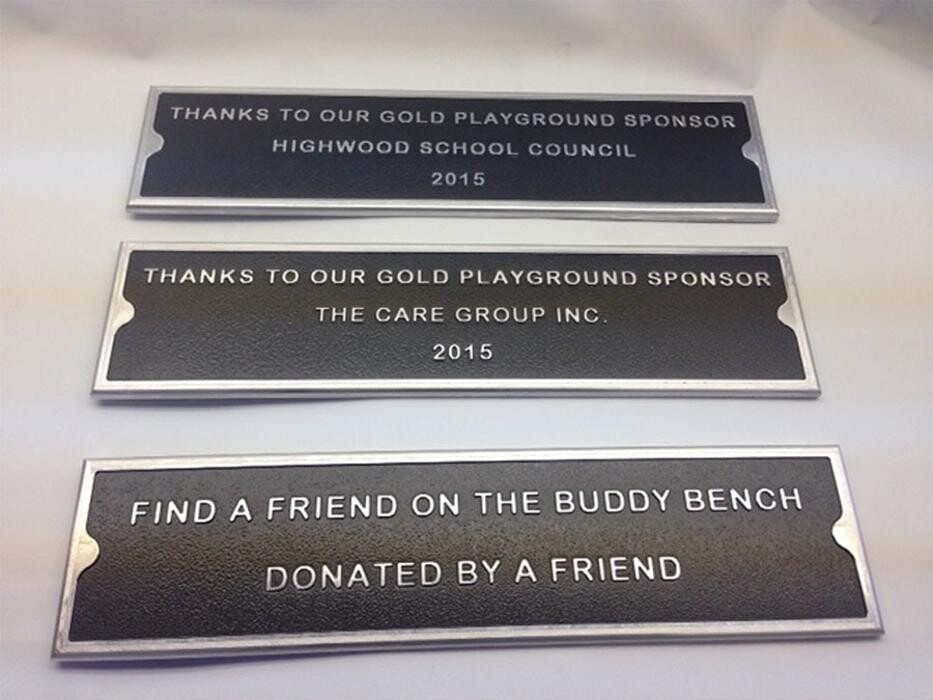 THANKS TO OUR GOLD PLAYGROUND SPONSOR
HIGHWOOD SCHOOL COUNCIL
2015
THANKS TO OUR GOLD PLAYGROUND SPONSOR
THE CARE GROUP INC.
2015
FIND A FRIEND ON THE BUDDY BENCH
DONATED BY A FRIEND